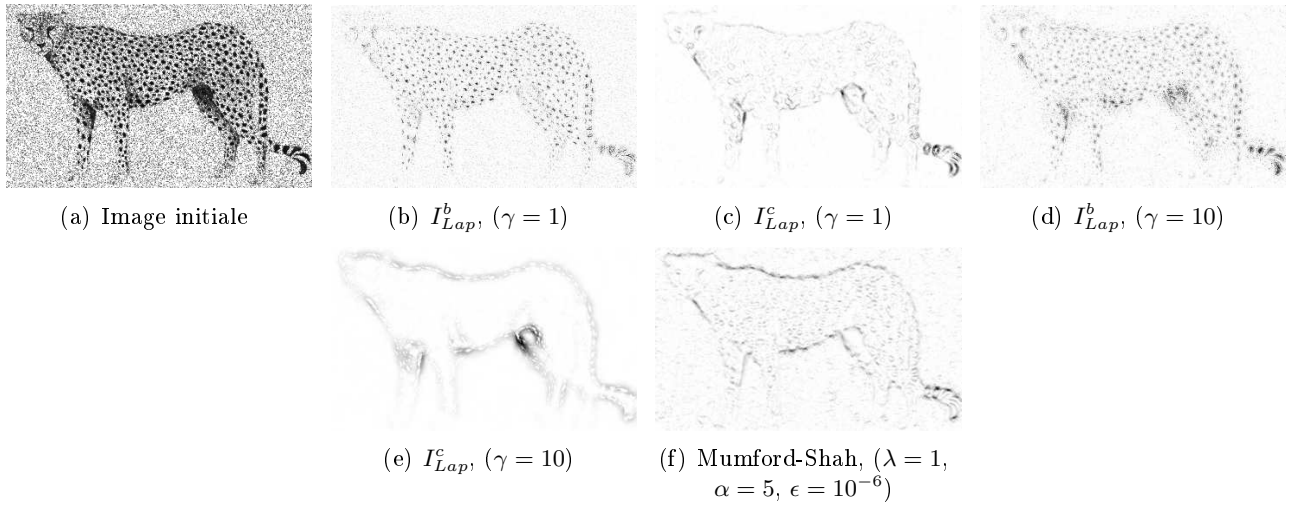 (a) Image initiale
(b) I^b_{Lap}, (γ = 1)
(c) I^c_{Lap}, (γ = 1)
(d) I^b_{Lap}, (γ = 10)
(e) I^c_{Lap}, (γ = 10)
(f) Mumford-Shah, (λ = 1,
α = 5, ϵ = 10^{−6})